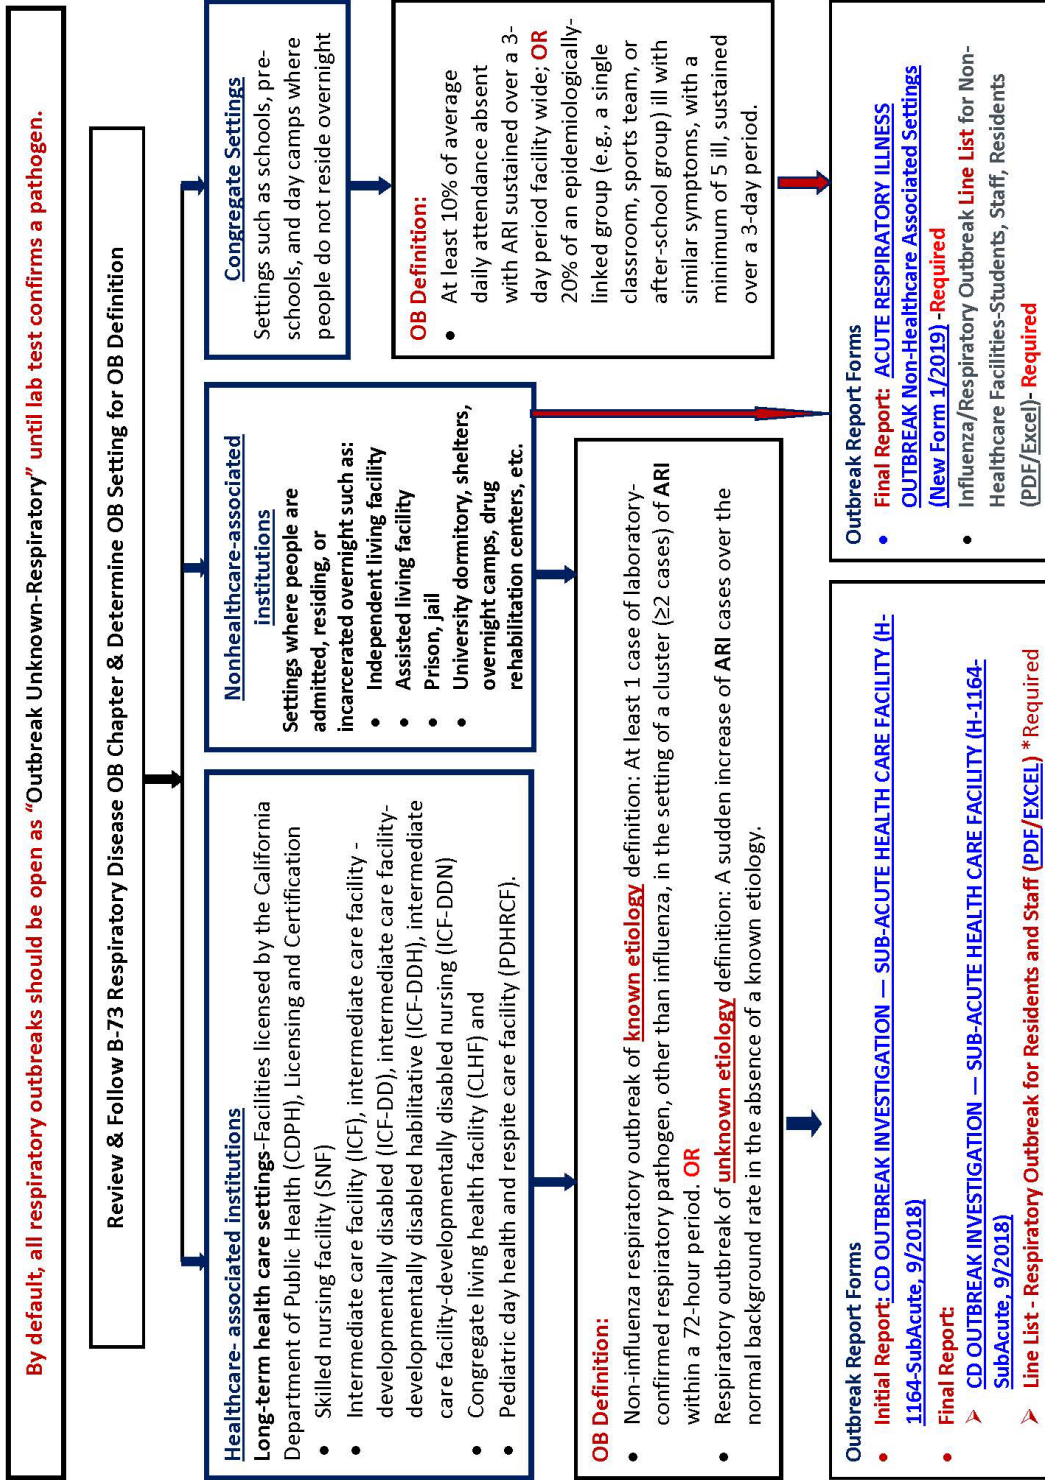 By default, all respiratory outbreaks should be open as "Outbreak Unknown-Respiratory" until lab test confirms a pathogen.
Review & Follow B-73 Respiratory Disease OB Chapter & Determine OB Setting for OB Definition
Healthcare- associated institutions
Long-term health care settings-Facilities licensed by the California
Department of Public Health (CDPH), Licensing and Certification
• Skilled nursing facility (SNF)
• Intermediate care facility (ICF), intermediate care facility -
developmentally disabled (ICF-DD), intermediate care facility-
developmentally disabled habilitative (ICF-DDH), intermediate
care facility-developmentally disabled nursing (ICF-DDN)
• Congregate living health facility (CLHF) and
• Pediatric day health and respite care facility (PDHRCF).
Nonhealthcare-associated
institutions
Settings where people are
admitted, residing, or
incarcerated overnight such as:
• Independent living facility
• Assisted living facility
• Prison, jail
• University dormitory, shelters,
overnight camps, drug
rehabilitation centers, etc.
Congregate Settings
Settings such as schools, pre-
schools, and day camps where
people do not reside overnight
OB Definition:
• Non-influenza respiratory outbreak of known etiology definition: At least 1 case of laboratory-
confirmed respiratory pathogen, other than influenza, in the setting of a cluster (≥2 cases) of ARI
within a 72-hour period. OR
• Respiratory outbreak of unknown etiology definition: A sudden increase of ARI cases over the
normal background rate in the absence of a known etiology.
OB Definition:
• At least 10% of average
daily attendance absent
with ARI sustained over a 3-
day period facility wide; OR
20% of an epidemiologically-
linked group (e.g., a single
classroom, sports team, or
after-school group) ill with
similar symptoms, with a
minimum of 5 ill, sustained
over a 3-day period.
Outbreak Report Forms
• Initial Report: CD OUTBREAK INVESTIGATION — SUB-ACUTE HEALTH CARE FACILITY (H-
1164-SubAcute, 9/2018)
• Final Report:
➢ CD OUTBREAK INVESTIGATION — SUB-ACUTE HEALTH CARE FACILITY (H-1164-
SubAcute, 9/2018)
➢ Line List - Respiratory Outbreak for Residents and Staff (PDF/EXCEL) *Required
Outbreak Report Forms
• Final Report: ACUTE RESPIRATORY ILLNESS
OUTBREAK Non-Healthcare Associated Settings
(New Form 1/2019) -Required
• Influenza/Respiratory Outbreak Line List for Non-
Healthcare Facilities-Students, Staff, Residents
(PDF/Excel)- Required